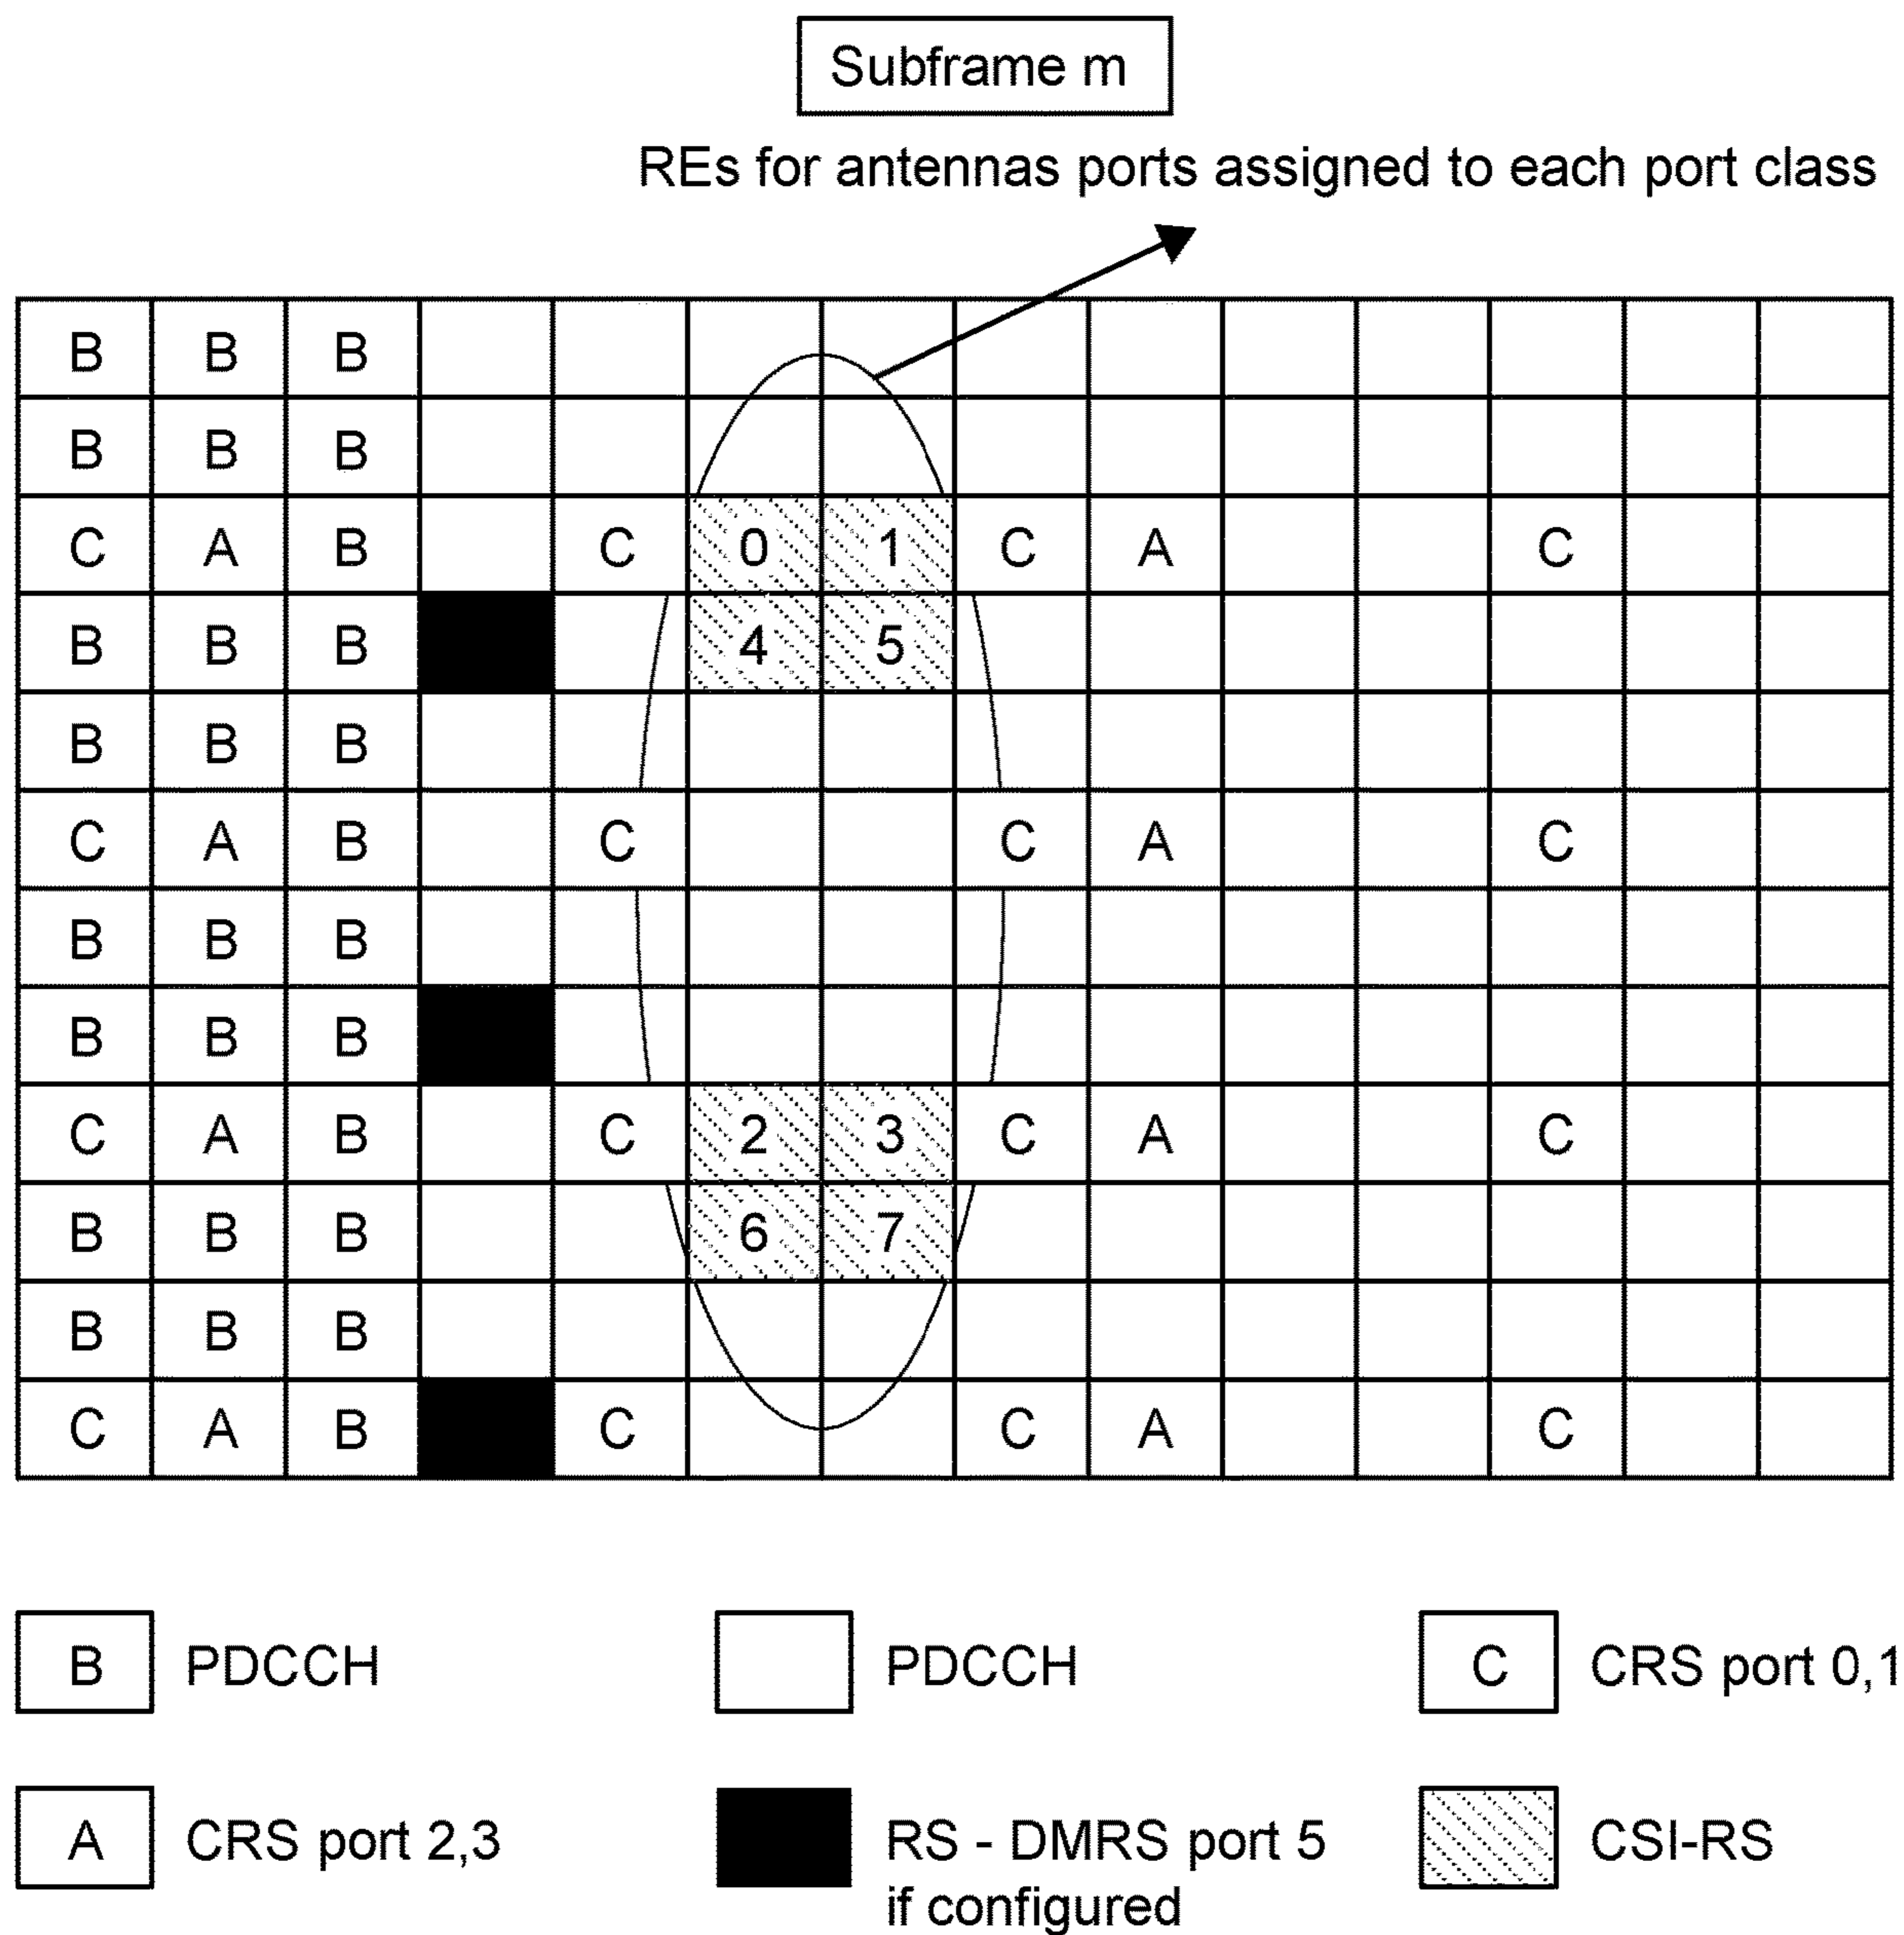 Subframe m
REs for antennas ports assigned to each port class
B B B
B B B
C A B C 0 1 C A C
B B B 4 5
B B B
C A B C C A C
B B B
B B B
C A B C 2 3 C A C
B B B 6 7
B B B
C A B C C A C
B PDCCH PDCCH C CRS port 0,1
A CRS port 2,3 RS - DMRS port 5 CSI-RS
if configured